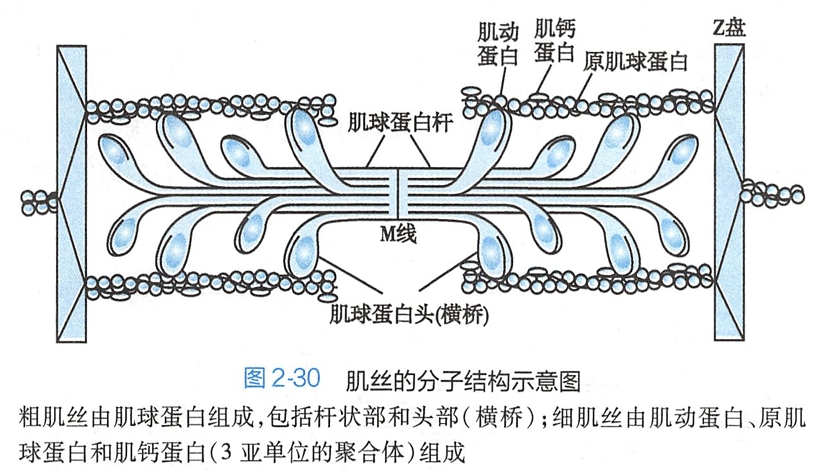 肌动蛋白
肌钙蛋白
原肌球蛋白
Z盘
肌球蛋白杆
M线
肌球蛋白头(横桥)
图 2-30 肌丝的分子结构示意图
粗肌丝由肌球蛋白组成,包括杆状部和头部(横桥);细肌丝由肌动蛋白、原肌
球蛋白和肌钙蛋白(3 亚单位的聚合体)组成